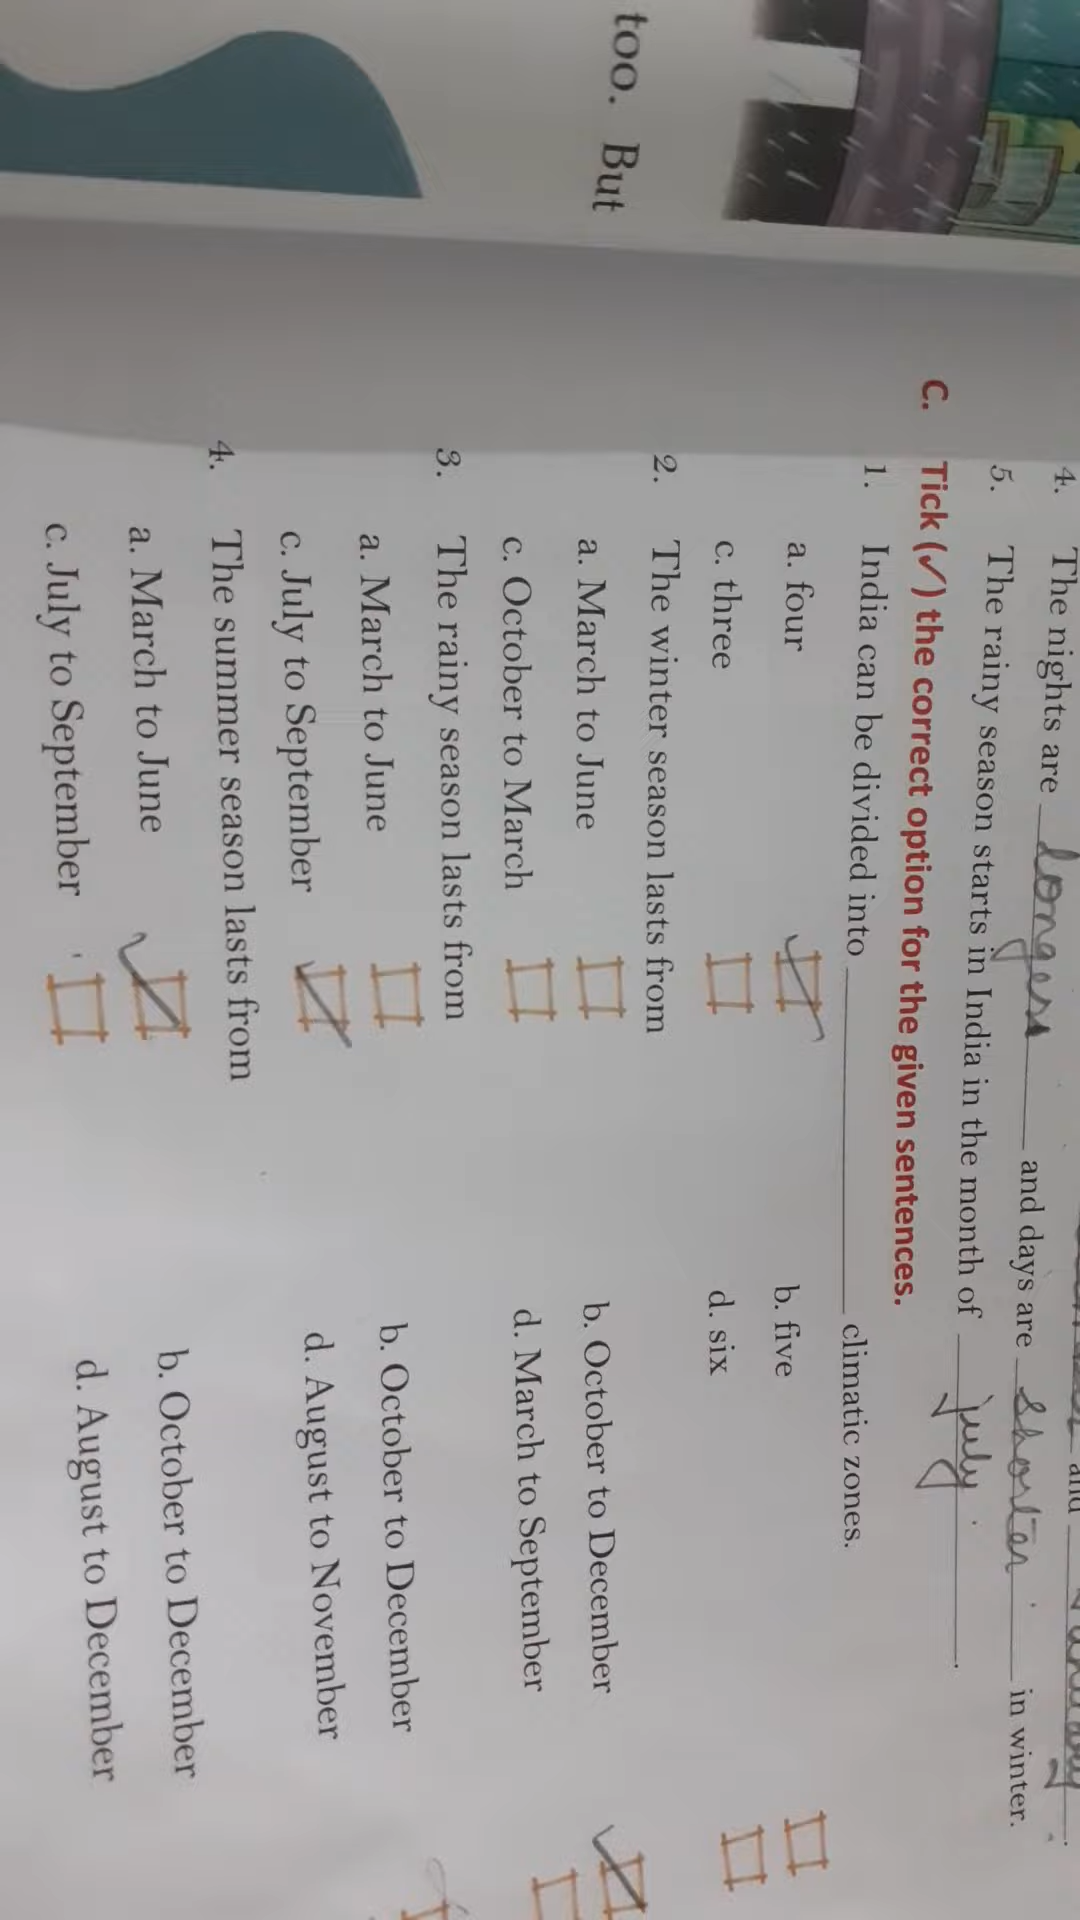 too. But
4. The nights are longer and days are shorter in winter.
5. The rainy season starts in India in the month of july.
C. Tick (✓) the correct option for the given sentences.
1. India can be divided into ______ climatic zones.
a. four ✓ b. five
c. three d. six
2. The winter season lasts from
a. March to June b. October to December ✓
c. October to March d. March to September
3. The rainy season lasts from
a. March to June b. October to December
c. July to September ✓ d. August to November
4. The summer season lasts from
a. March to June ✓ b. October to December
c. July to September d. August to December